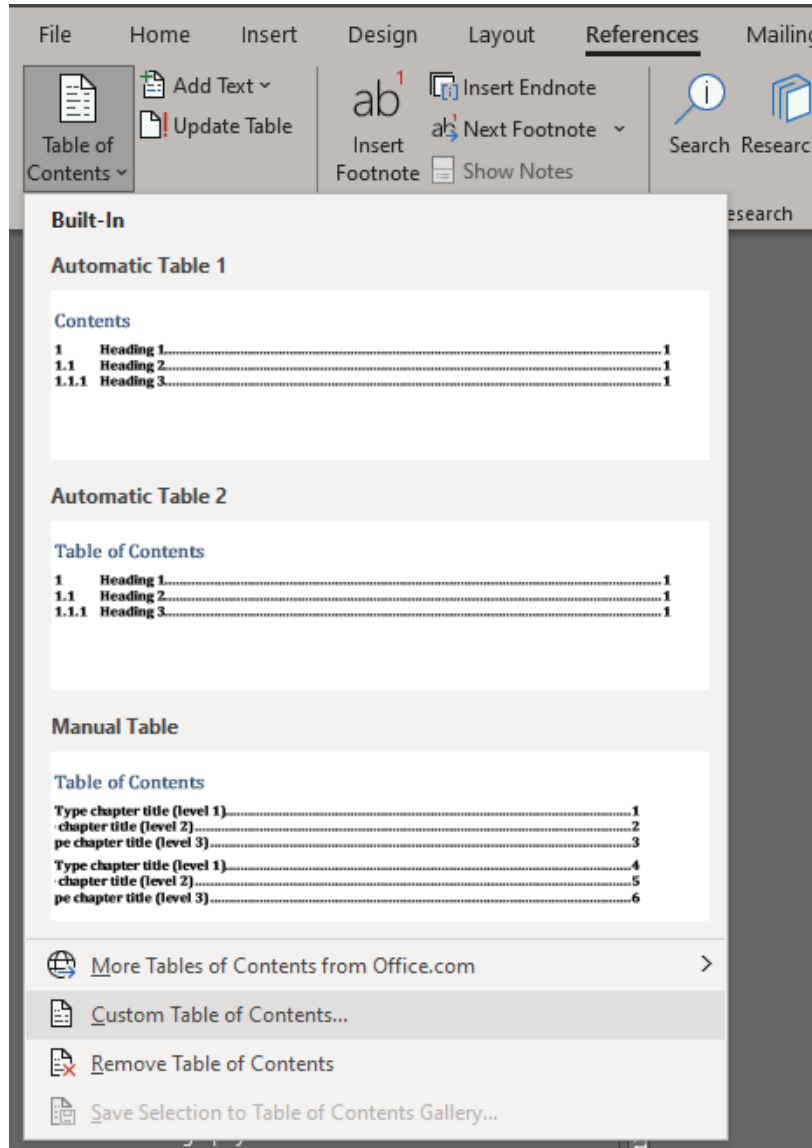 File Home Insert Design Layout References Mailing
Add Text
Insert Endnote
Update Table
Next Footnote
Table of Contents
Insert Footnote
Show Notes
Search Researc
esearch
Built-In
Automatic Table 1
Contents
1 Heading 1 1
1.1 Heading 2 1
1.1.1 Heading 3 1
Automatic Table 2
Table of Contents
1 Heading 1 1
1.1 Heading 2 1
1.1.1 Heading 3 1
Manual Table
Table of Contents
Type chapter title (level 1) 1
chapter title (level 2) 2
pe chapter title (level 3) 3
Type chapter title (level 1) 4
chapter title (level 2) 5
pe chapter title (level 3) 6
More Tables of Contents from Office.com
Custom Table of Contents...
Remove Table of Contents
Save Selection to Table of Contents Gallery...